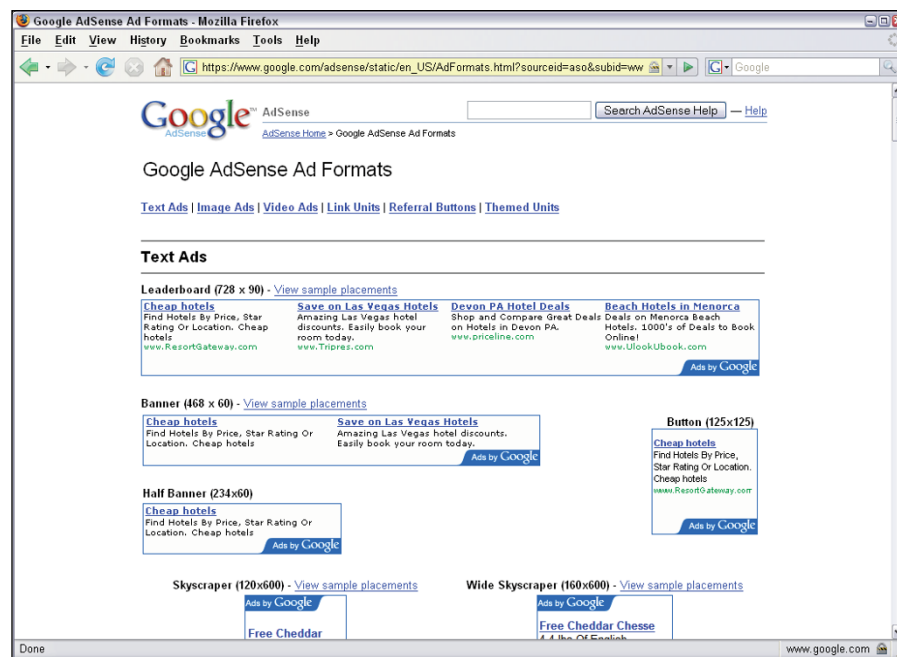 Google AdSense Ad Formats - Mozilla Firefox
File Edit View History Bookmarks Tools Help
https://www.google.com/adsense/static/en_US/AdFormats.html?sourceid=aso&subid=ww
Google
Google™ AdSense
AdSense
Search AdSense Help — Help
AdSense Home > Google AdSense Ad Formats
Google AdSense Ad Formats
Text Ads | Image Ads | Video Ads | Link Units | Referral Buttons | Themed Units
Text Ads
Leaderboard (728 x 90) - View sample placements
Cheap hotels
Find Hotels By Price, Star
Rating Or Location. Cheap
hotels
www.ResortGateway.com
Save on Las Vegas Hotels
Amazing Las Vegas hotel
discounts. Easily book your
room today.
www.Tripres.com
Devon PA Hotel Deals
Shop and Compare Great Deals
on Hotels in Devon PA.
www.priceline.com
Beach Hotels in Menorca
Deals on Menorca Beach
Hotels. 1000's of Deals to Book
Online!
www.UlookUbook.com
Ads by Google
Banner (468 x 60) - View sample placements
Cheap hotels
Find Hotels By Price, Star Rating Or
Location. Cheap hotels
Save on Las Vegas Hotels
Amazing Las Vegas hotel discounts.
Easily book your room today.
Ads by Google
Button (125x125)
Cheap hotels
Find Hotels By Price,
Star Rating Or Location.
Cheap hotels
www.ResortGateway.com
Ads by Google
Half Banner (234x60)
Cheap hotels
Find Hotels By Price, Star Rating Or
Location. Cheap hotels
Ads by Google
Skyscraper (120x600) - View sample placements
Ads by Google
Free Cheddar
Wide Skyscraper (160x600) - View sample placements
Ads by Google
Free Cheddar Chesse
4.4 lbs Of English
Done
www.google.com